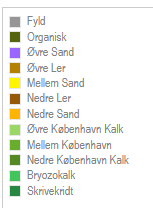 Fyld
Organisk
Øvre Sand
Øvre Ler
Mellem Sand
Nedre Ler
Nedre Sand
Øvre København Kalk
Mellem København
Nedre København Kalk
Bryozokalk
Skrivekridt